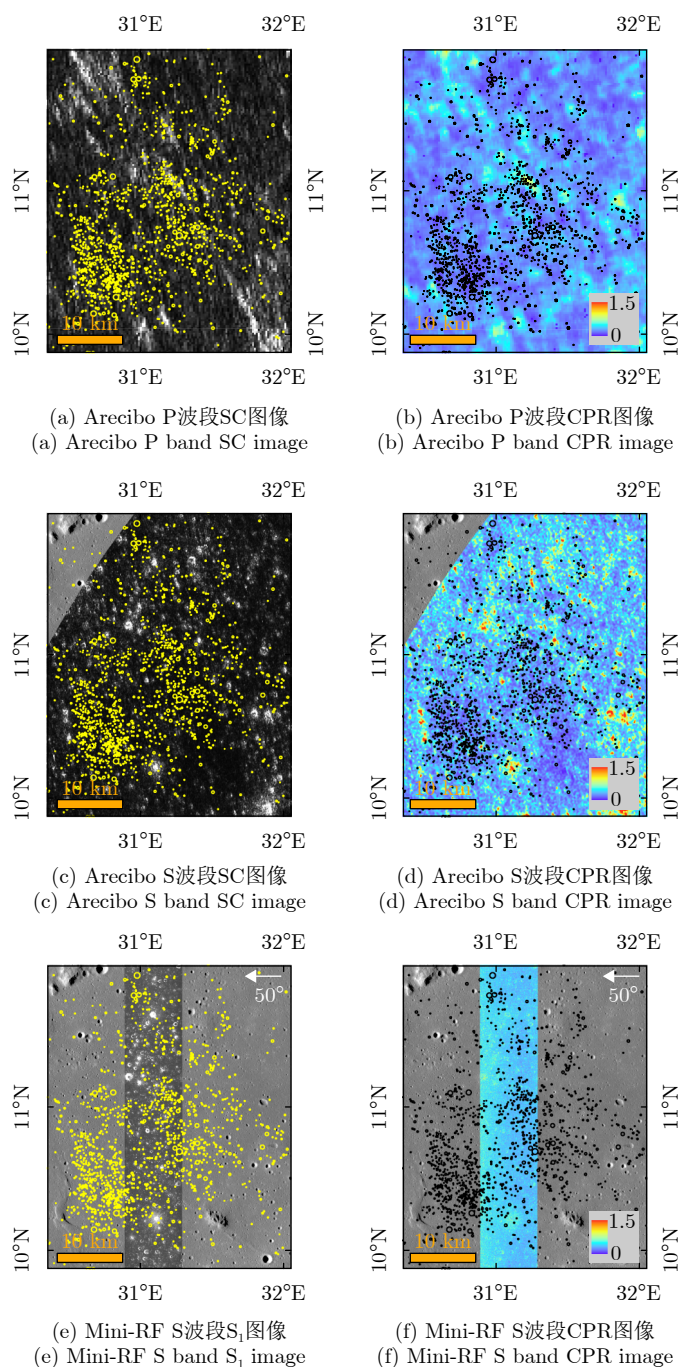 31°E 32°E 31°E 32°E
11°N 11°N 11°N
10°N 10°N 10°N
10 km 10 km 1.5 0
31°E 32°E 31°E 32°E
(a) Arecibo P波段SC图像 (b) Arecibo P波段CPR图像
(a) Arecibo P band SC image (b) Arecibo P band CPR image
31°E 32°E 31°E 32°E
11°N 11°N 11°N
10°N 10°N 10°N
10 km 10 km 1.5 0
31°E 32°E 31°E 32°E
(c) Arecibo S波段SC图像 (d) Arecibo S波段CPR图像
(c) Arecibo S band SC image (d) Arecibo S band CPR image
31°E 32°E 31°E 32°E
50° 50°
11°N 11°N 11°N
10°N 10°N 10°N
10 km 10 km 1.5 0
31°E 32°E 31°E 32°E
(e) Mini-RF S波段S₁图像 (f) Mini-RF S波段CPR图像
(e) Mini-RF S band S₁ image (f) Mini-RF S band CPR image